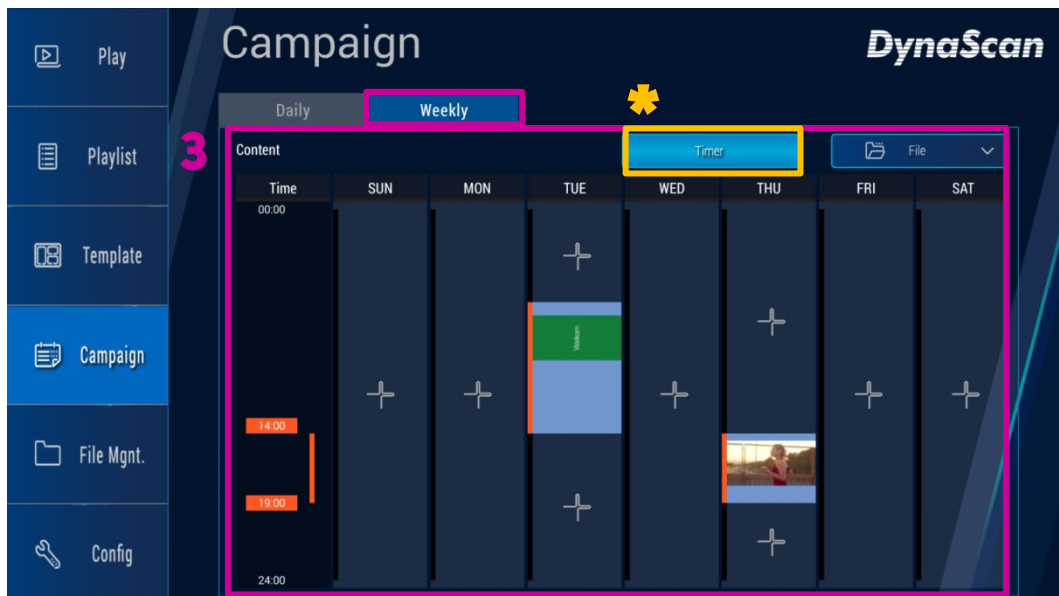 Campaign
DynaScan
Play
Playlist
Template
Campaign
File Mgnt.
Config
Daily
Weekly
*
3
Content
Timer
File
Time
SUN
MON
TUE
WED
THU
FRI
SAT
00:00
Welkom
14:00
19:00
24:00